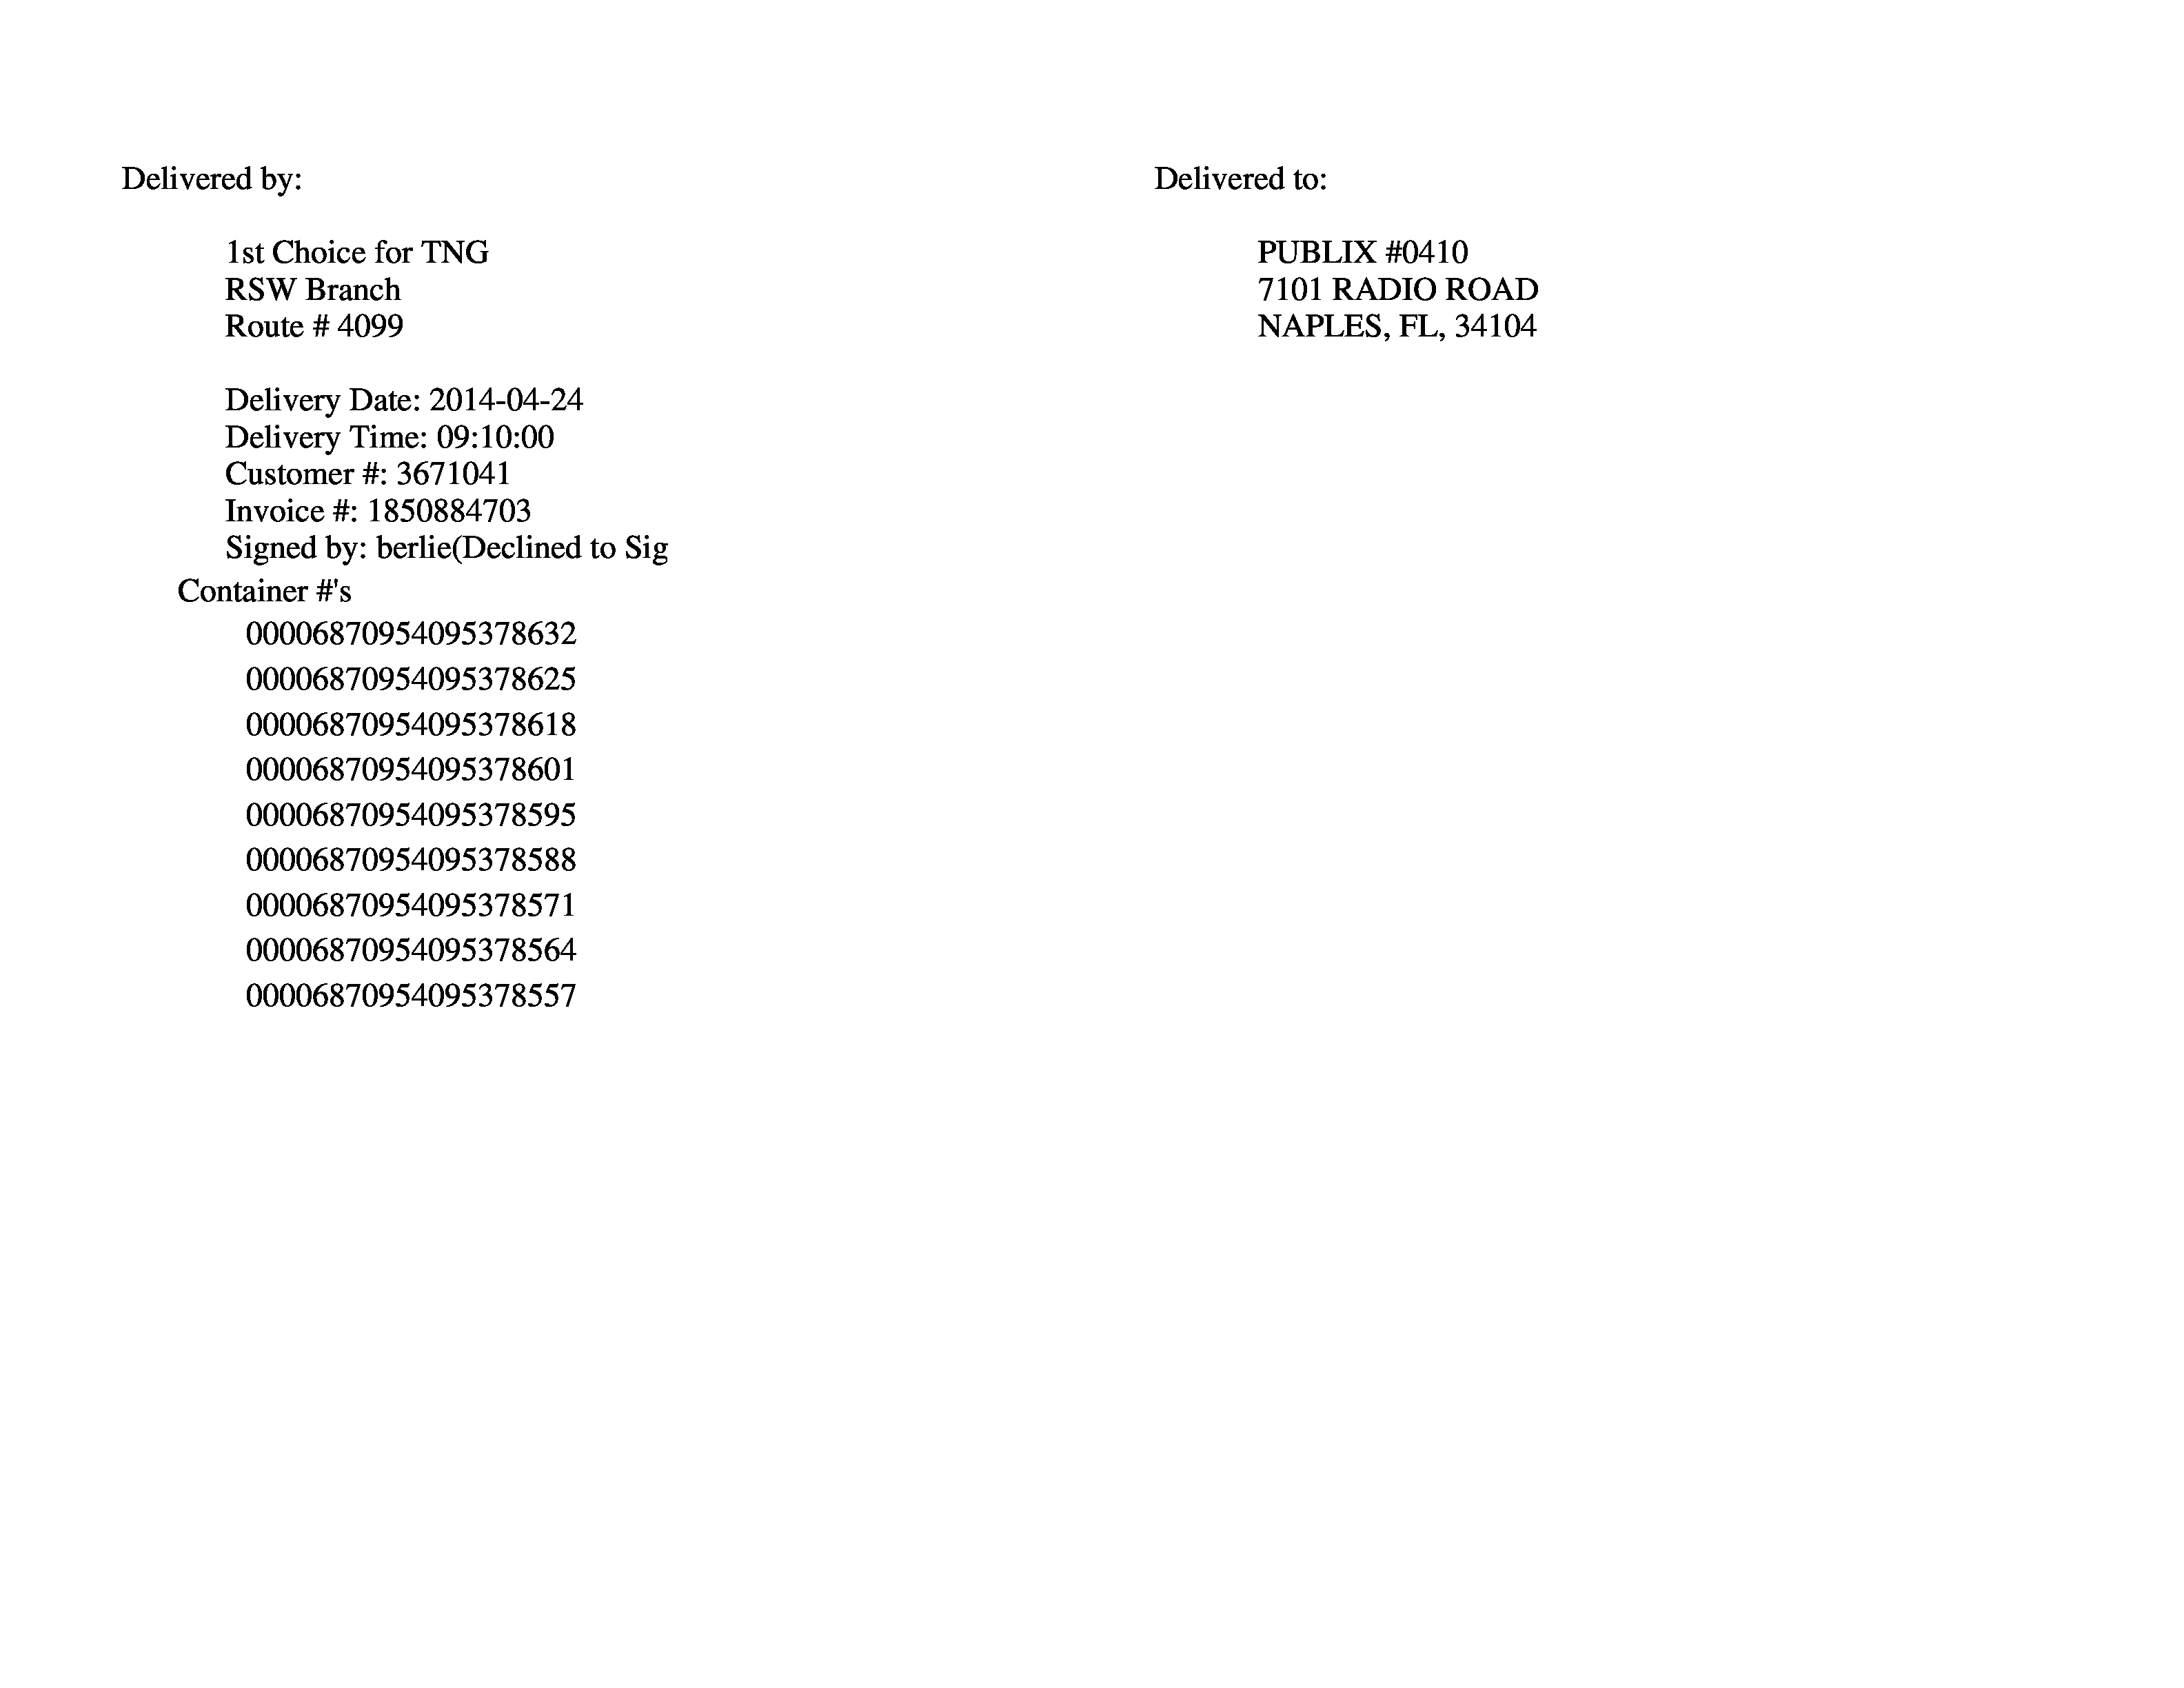 Delivered by:
1st Choice for TNG
RSW Branch
Route # 4099
Delivery Date: 2014-04-24
Delivery Time: 09:10:00
Customer #: 3671041
Invoice #: 1850884703
Signed by: berlie(Declined to Sig
Container #'s
00006870954095378632
00006870954095378625
00006870954095378618
00006870954095378601
00006870954095378595
00006870954095378588
00006870954095378571
00006870954095378564
00006870954095378557
Delivered to:
PUBLIX #0410
7101 RADIO ROAD
NAPLES, FL, 34104